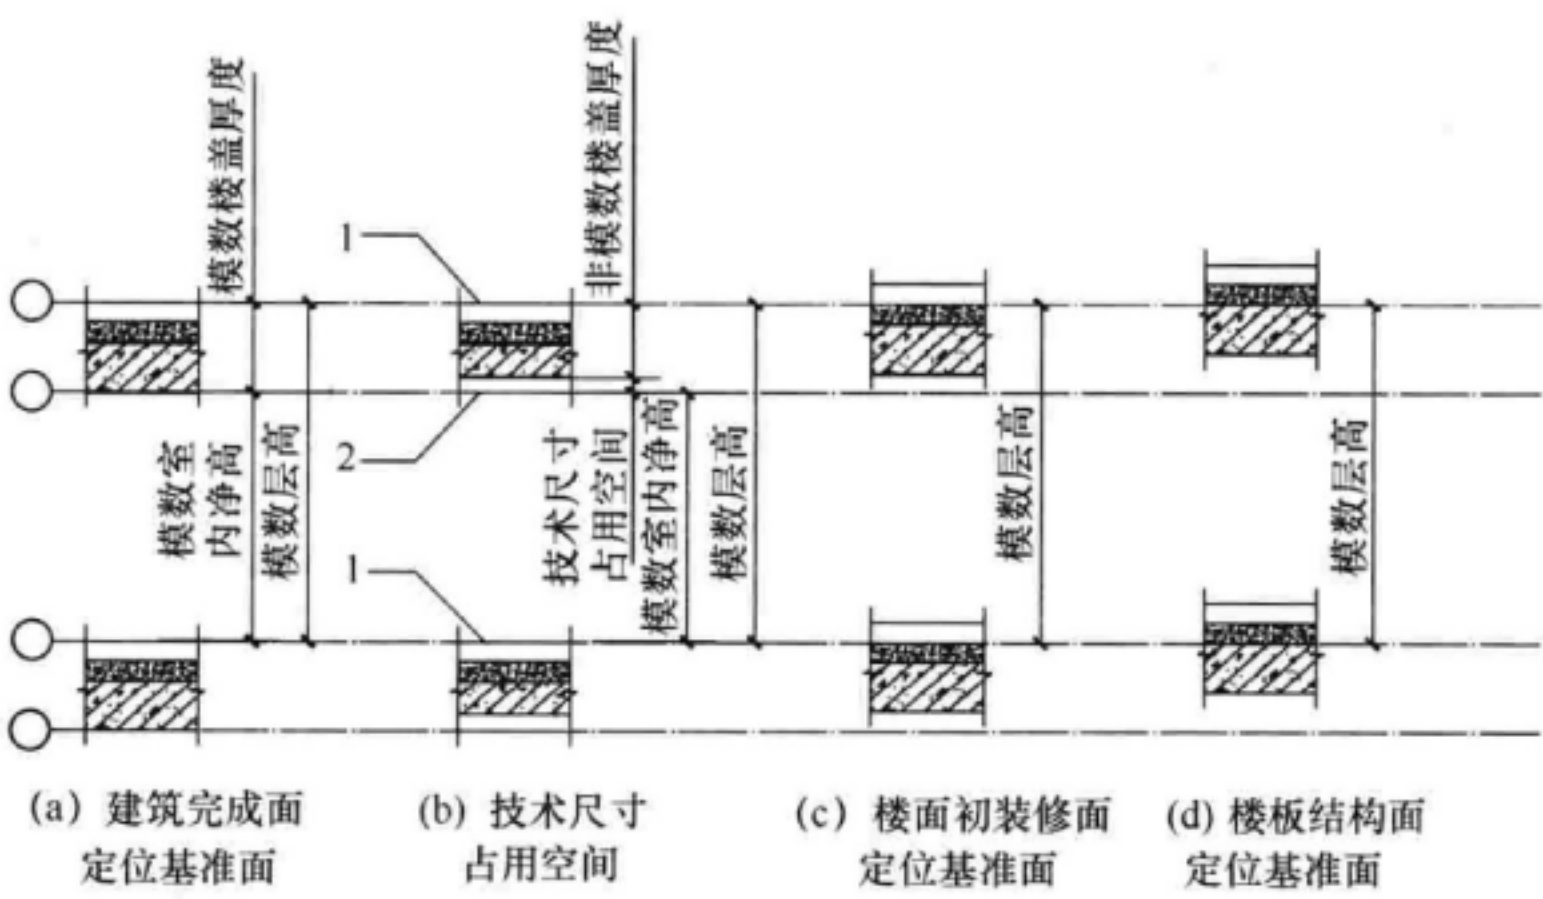 模数楼盖厚度
非模数楼盖厚度
1
2
1
模数室
内净高
模数层高
技术尺寸
占用空间
模数室内净高
模数层高
模数层高
模数层高
(a) 建筑完成面
定位基准面
(b) 技术尺寸
占用空间
(c) 楼面初装修面
定位基准面
(d) 楼板结构面
定位基准面